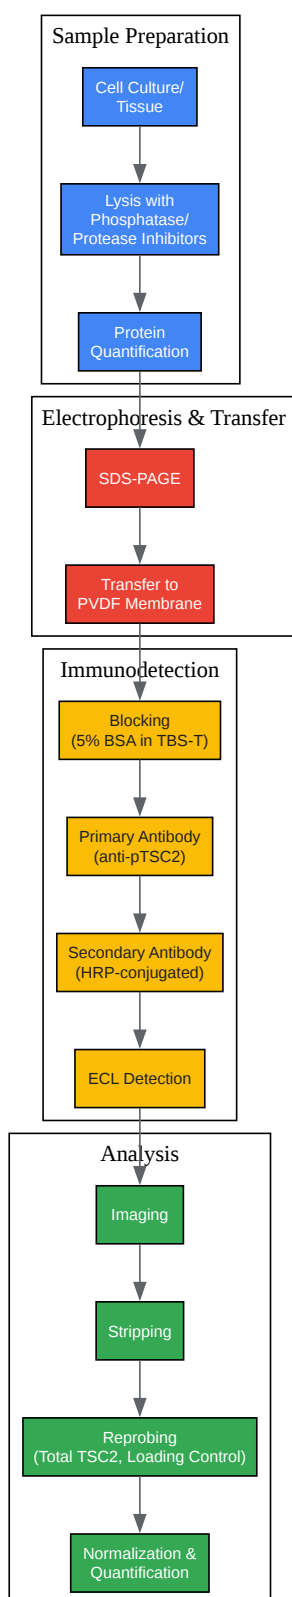 Sample Preparation
Cell Culture/
Tissue
Lysis with
Phosphatase/
Protease Inhibitors
Protein
Quantification
Electrophoresis & Transfer
SDS-PAGE
Transfer to
PVDF Membrane
Immunodetection
Blocking
(5% BSA in TBS-T)
Primary Antibody
(anti-pTSC2)
Secondary Antibody
(HRP-conjugated)
ECL Detection
Analysis
Imaging
Stripping
Reprobing
(Total TSC2, Loading Control)
Normalization &
Quantification